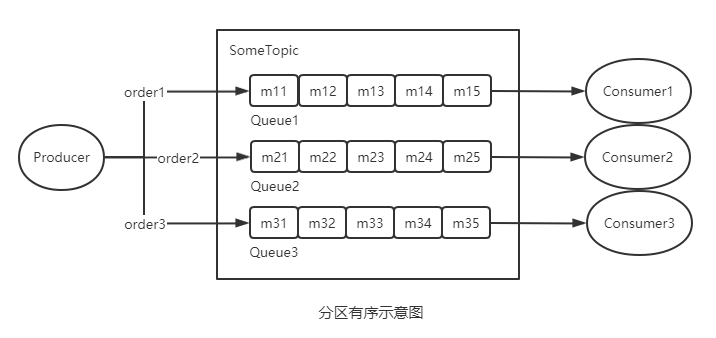 SomeTopic
order1
m11 m12 m13 m14 m15
Consumer1
Queue1
Producer
order2
m21 m22 m23 m24 m25
Consumer2
Queue2
order3
m31 m32 m33 m34 m35
Consumer3
Queue3
分区有序示意图